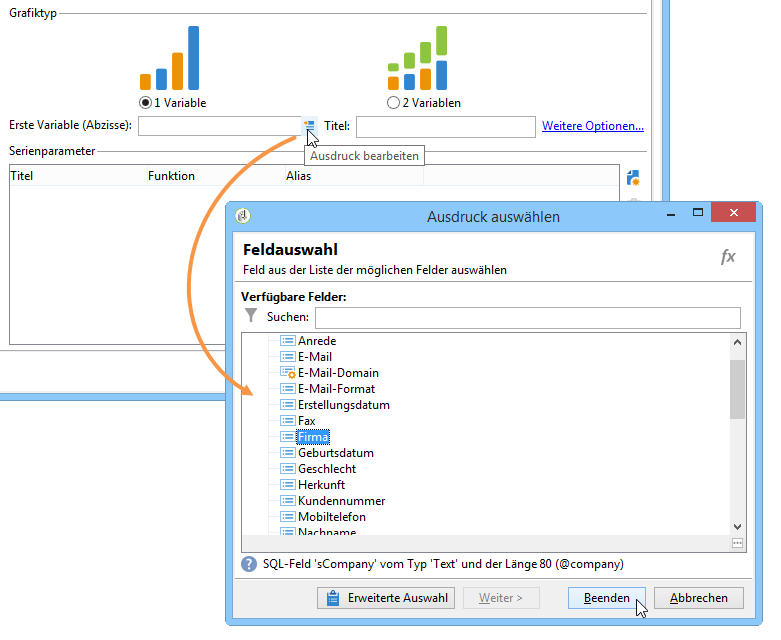 Grafiktyp
1 Variable
2 Variablen
Erste Variable (Abzisse):
Titel:
Weitere Optionen...
Ausdruck bearbeiten
Serienparameter
Titel Funktion Alias
Ausdruck auswählen
Feldauswahl
Feld aus der Liste der möglichen Felder auswählen
fx
Verfügbare Felder:
Suchen:
Anrede
E-Mail
E-Mail-Domain
E-Mail-Format
Erstellungsdatum
Fax
Firma
Geburtsdatum
Geschlecht
Herkunft
Kundennummer
Mobiltelefon
Nachname
SQL-Feld 'sCompany' vom Typ 'Text' und der Länge 80 (@company)
Erweiterte Auswahl
Weiter >
Beenden
Abbrechen